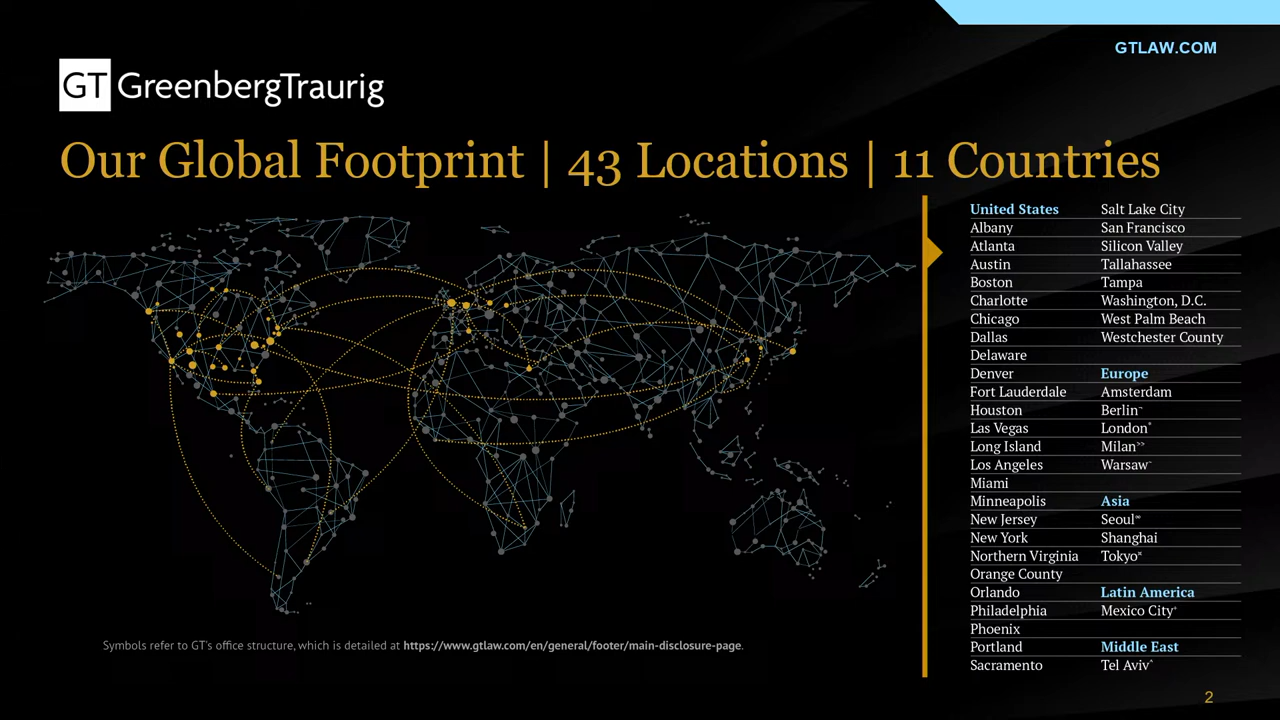 GTLAW.COM
GT GreenbergTraurig
Our Global Footprint | 43 Locations | 11 Countries
United States
Albany
Atlanta
Austin
Boston
Charlotte
Chicago
Dallas
Delaware
Denver
Fort Lauderdale
Houston
Las Vegas
Long Island
Los Angeles
Miami
Minneapolis
New Jersey
New York
Northern Virginia
Orange County
Orlando
Philadelphia
Phoenix
Portland
Sacramento
Salt Lake City
San Francisco
Silicon Valley
Tallahassee
Tampa
Washington, D.C.
West Palm Beach
Westchester County
Europe
Amsterdam
Berlin¬
London*
Milan>>
Warsaw~
Asia
Seoul∞
Shanghai
Tokyo¤
Latin America
Mexico City+
Middle East
Tel Aviv^
Symbols refer to GT's office structure, which is detailed at https://www.gtlaw.com/en/general/footer/main-disclosure-page.
2